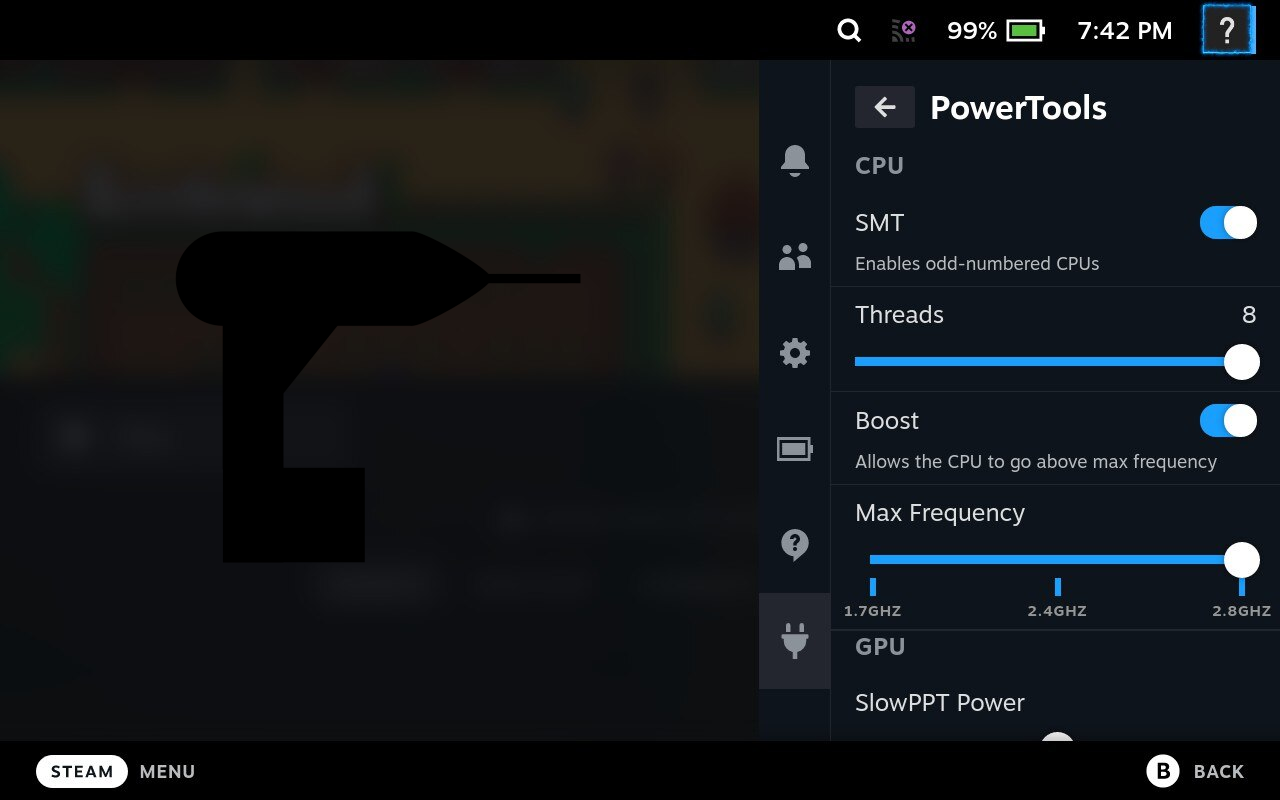 99% 7:42 PM ?
PowerTools
CPU
SMT
Enables odd-numbered CPUs
Threads 8
Boost
Allows the CPU to go above max frequency
Max Frequency
1.7GHZ 2.4GHZ 2.8GHZ
GPU
SlowPPT Power
STEAM MENU B BACK